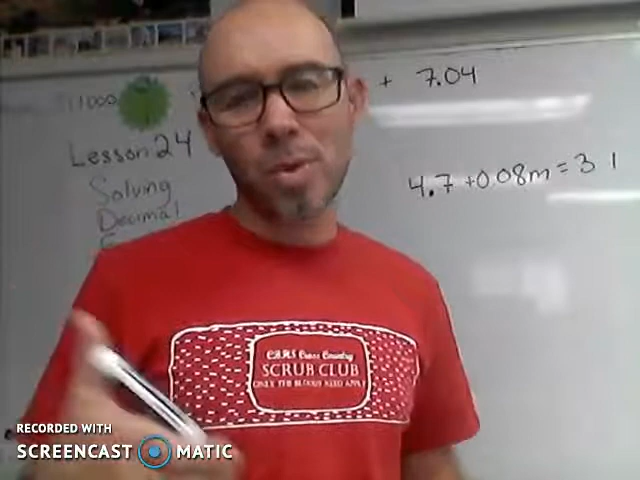 + 7.04
1000
Lesson 24
Solving
Decimal
4.7 + 0.08m = 3 1
C.B.M.S Cross Country
SCRUB CLUB
ONLY THE BLOODY NEED APPLY
RECORDED WITH
SCREENCAST MATIC